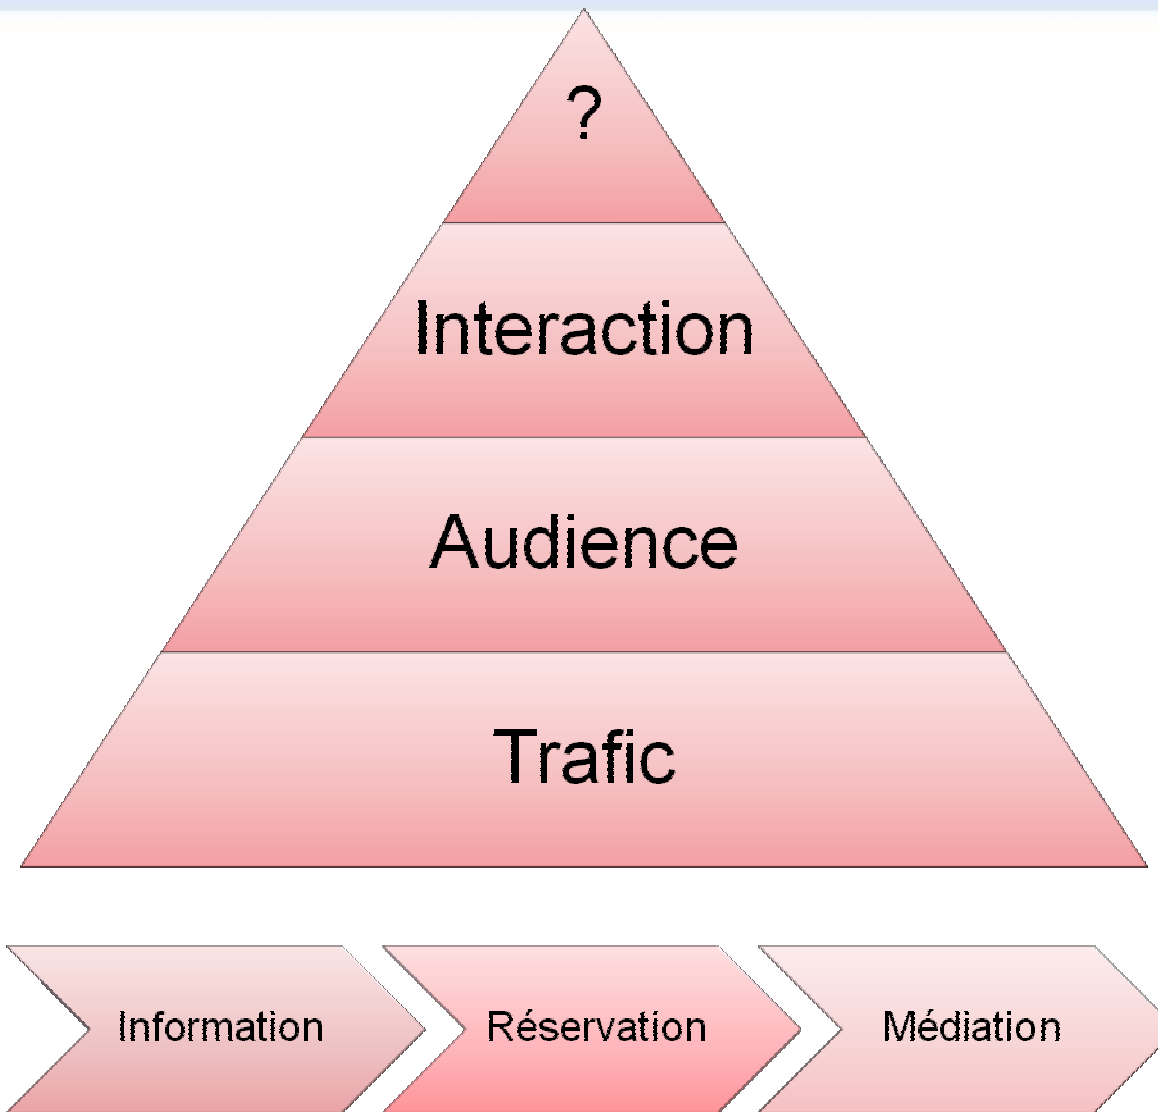 ?
Interaction
Audience
Trafic
Information
Réservation
Médiation